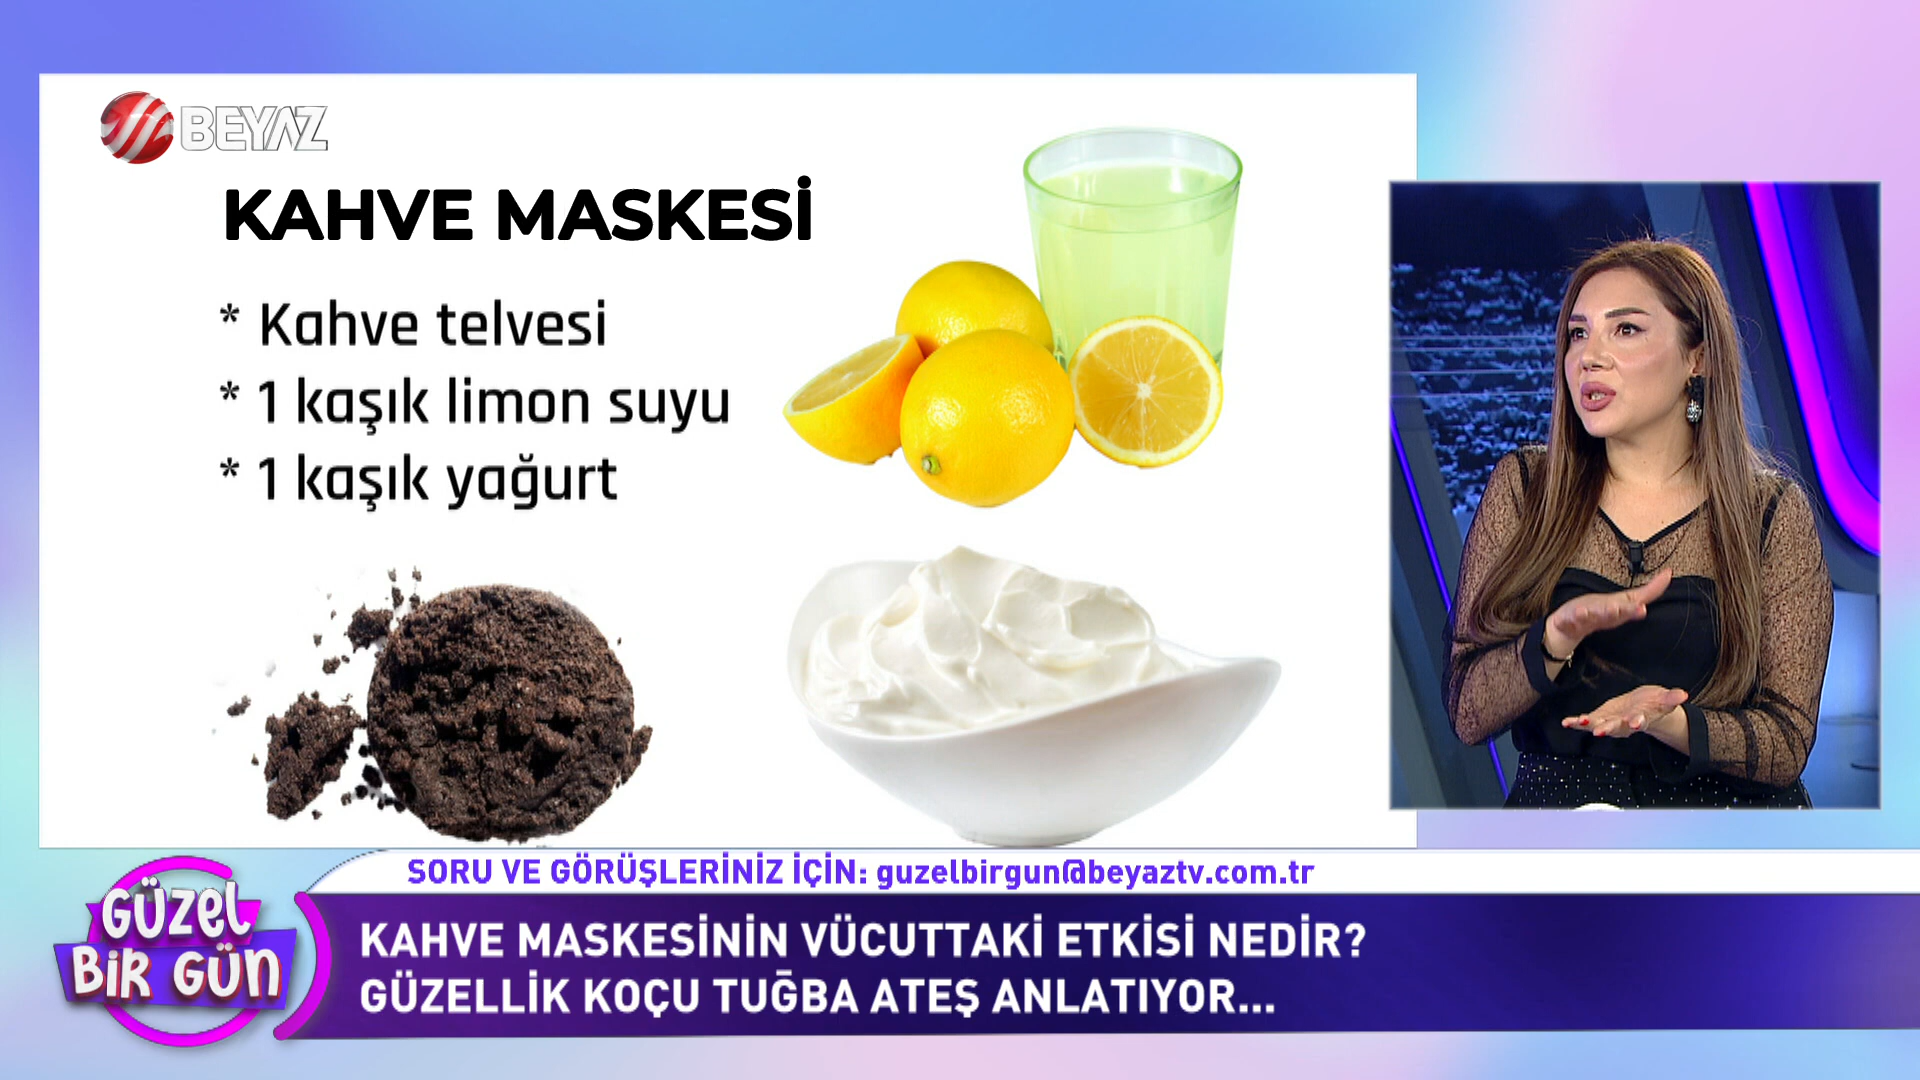 BEYAZ
KAHVE MASKESİ
* Kahve telvesi
* 1 kaşık limon suyu
* 1 kaşık yağurt
SORU VE GÖRÜŞLERİNİZ İÇİN: guzelbirgun@beyaztv.com.tr
GÜZEL
BİR GÜN
KAHVE MASKESİNİN VÜCUTTAKİ ETKİSİ NEDİR?
GÜZELLİK KOÇU TUĞBA ATEŞ ANLATIYOR...